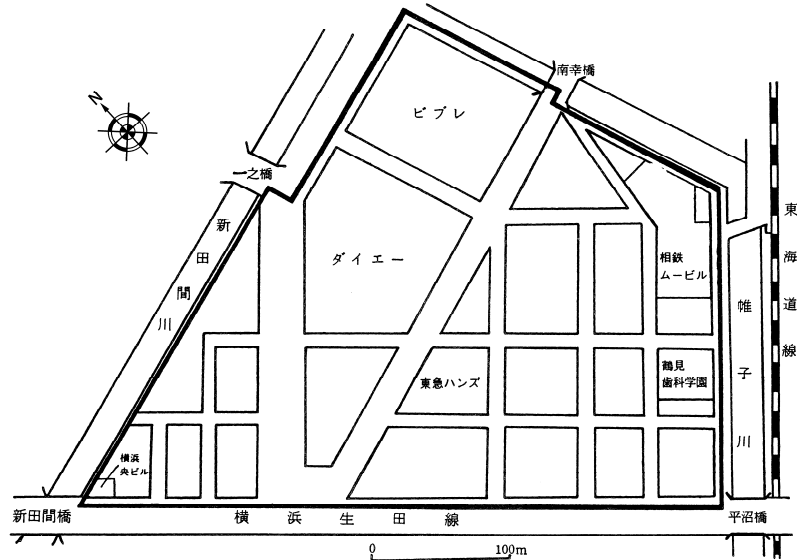 南幸橋
N
ビブレ
一之橋
新田間川
東海道線
ダイエー
相鉄
ムービル
帷子川
東急ハンズ
鶴見
歯科学園
横浜
央ビル
新田間橋
横浜生田線
平沼橋
0 100m